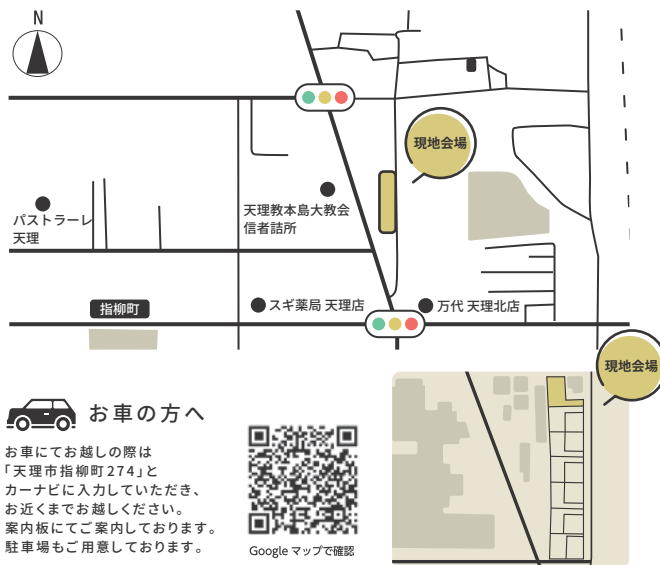 N
現地会場
天理教本島大教会
信者詰所
パストラーレ
天理
指柳町
スギ薬局 天理店
万代 天理北店
現地会場
お車の方へ
お車にてお越しの際は
「天理市指柳町274」と
カーナビに入力していただき、
お近くまでお越しください。
案内板にてご案内しております。
駐車場もご用意しております。
Google マップで確認